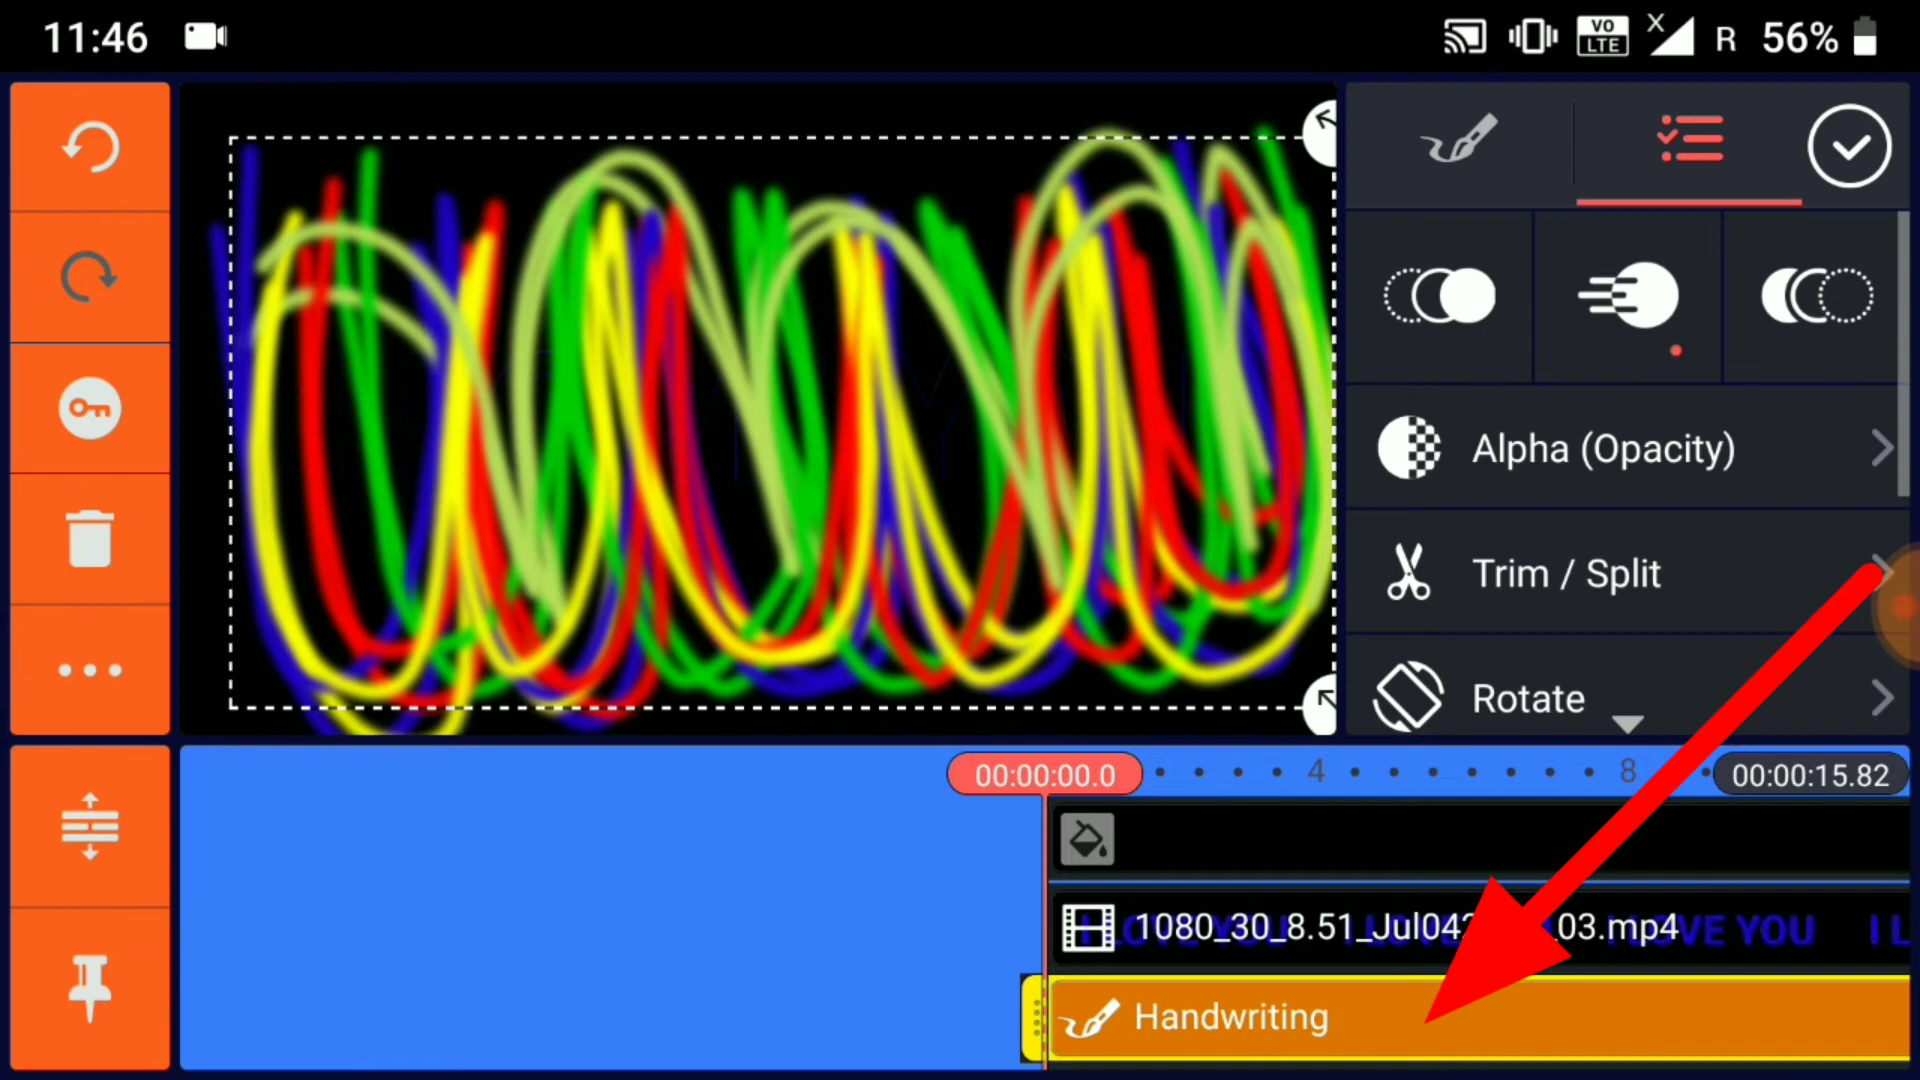 11:46
VO LTE
X
R
56%
Alpha (Opacity)
Trim / Split
Rotate
00:00:00.0
4
8
00:00:15.82
1080_30_8.51_Jul04
_03.mp4
VE YOU
I L
Handwriting